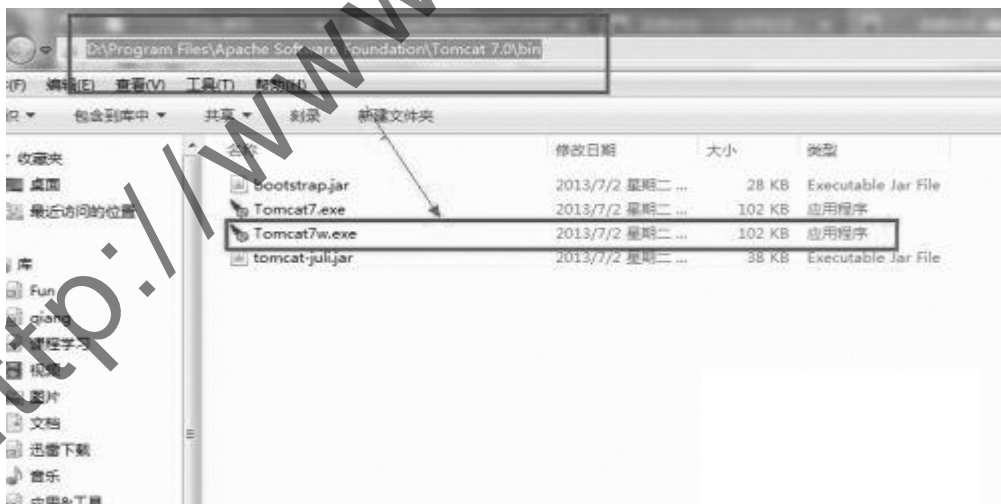 D:\Program Files\Apache Software Foundation\Tomcat 7.0\bin
(F) 编辑(E) 查看(V) 工具(T) 帮助(H)
包含到库中 共享 刻录 新建文件夹
名称 修改日期 大小 类型
bootstrap.jar 2013/7/2 星期二 ... 28 KB Executable Jar File
Tomcat7.exe 2013/7/2 星期二 ... 102 KB 应用程序
Tomcat7w.exe 2013/7/2 星期二 ... 102 KB 应用程序
tomcat-juli.jar 2013/7/2 星期二 ... 38 KB Executable Jar File
收藏夹
桌面
最近访问的位置
库
Fun
qiang
课程学习
视频
图片
文档
迅雷下载
音乐
应用&工具
http://www